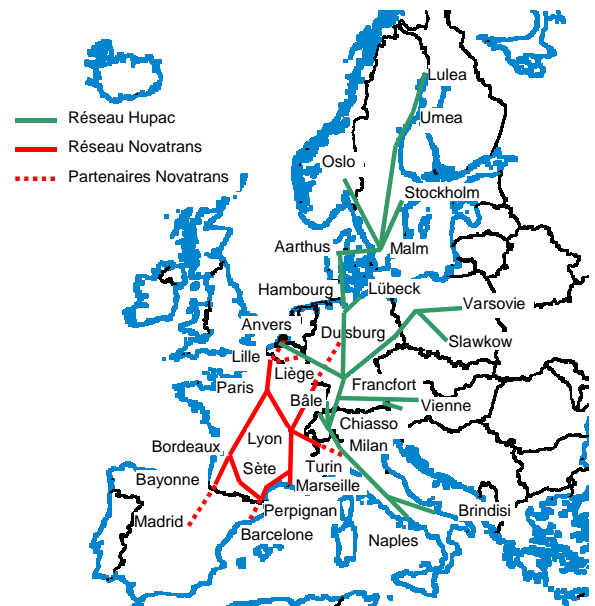 Lulea
Réseau Hupac
Umea
Réseau Novatrans
Oslo
Partenaires Novatrans
Stockholm
Aarthus
Malm
Hambourg
Lübeck
Varsovie
Anvers
Duisburg
Slawkow
Lille
Liège
Paris
Francfort
Bâle
Vienne
Chiasso
Lyon
Milan
Bordeaux
Sète
Turin
Bayonne
Marseille
Perpignan
Brindisi
Madrid
Barcelone
Naples